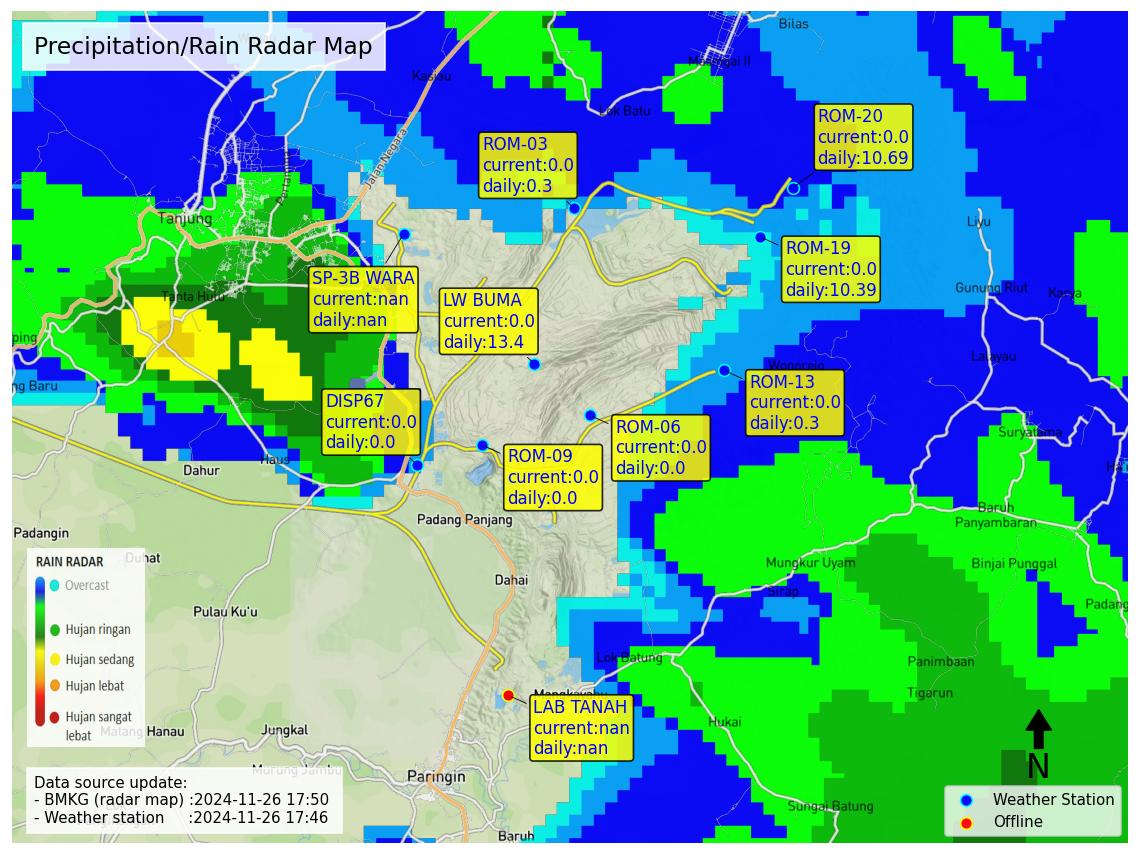 Precipitation/Rain Radar Map
Bilas
Masingai II
Kasiau
Lok Batu
Jalan Negara
ROM-20
current:0.0
daily:10.69
ROM-03
current:0.0
daily:0.3
Tanjung
Liyu
ROM-19
current:0.0
daily:10.39
SP-3B WARA
current:nan
daily:nan
LW BUMA
current:0.0
daily:13.4
Tanta Hulu
Gunung Riut
Karya
ping
Lalayau
Wonorejo
ng Baru
ROM-13
current:0.0
daily:0.3
DISP67
current:0.0
daily:0.0
ROM-06
current:0.0
daily:0.0
Suryatama
ROM-09
current:0.0
daily:0.0
Haus
Dahur
Baruh
Panyambaran
Padang Panjang
Padangin
Duhat
Mungkur Uyam
Binjai Punggal
Dahai
Sirap
Padang
Pulau Ku'u
RAIN RADAR
Overcast
Hujan ringan
Hujan sedang
Hujan lebat
Hujan sangat
lebat
Lok Batung
Panimbaan
Tigarun
Mangkayahu
LAB TANAH
current:nan
daily:nan
Hukai
Matang Hanau
Jungkal
Murung Jambu
Paringin
N
Data source update:
- BMKG (radar map) :2024-11-26 17:50
- Weather station :2024-11-26 17:46
Weather Station
Offline
Sungai Batung
Baruh